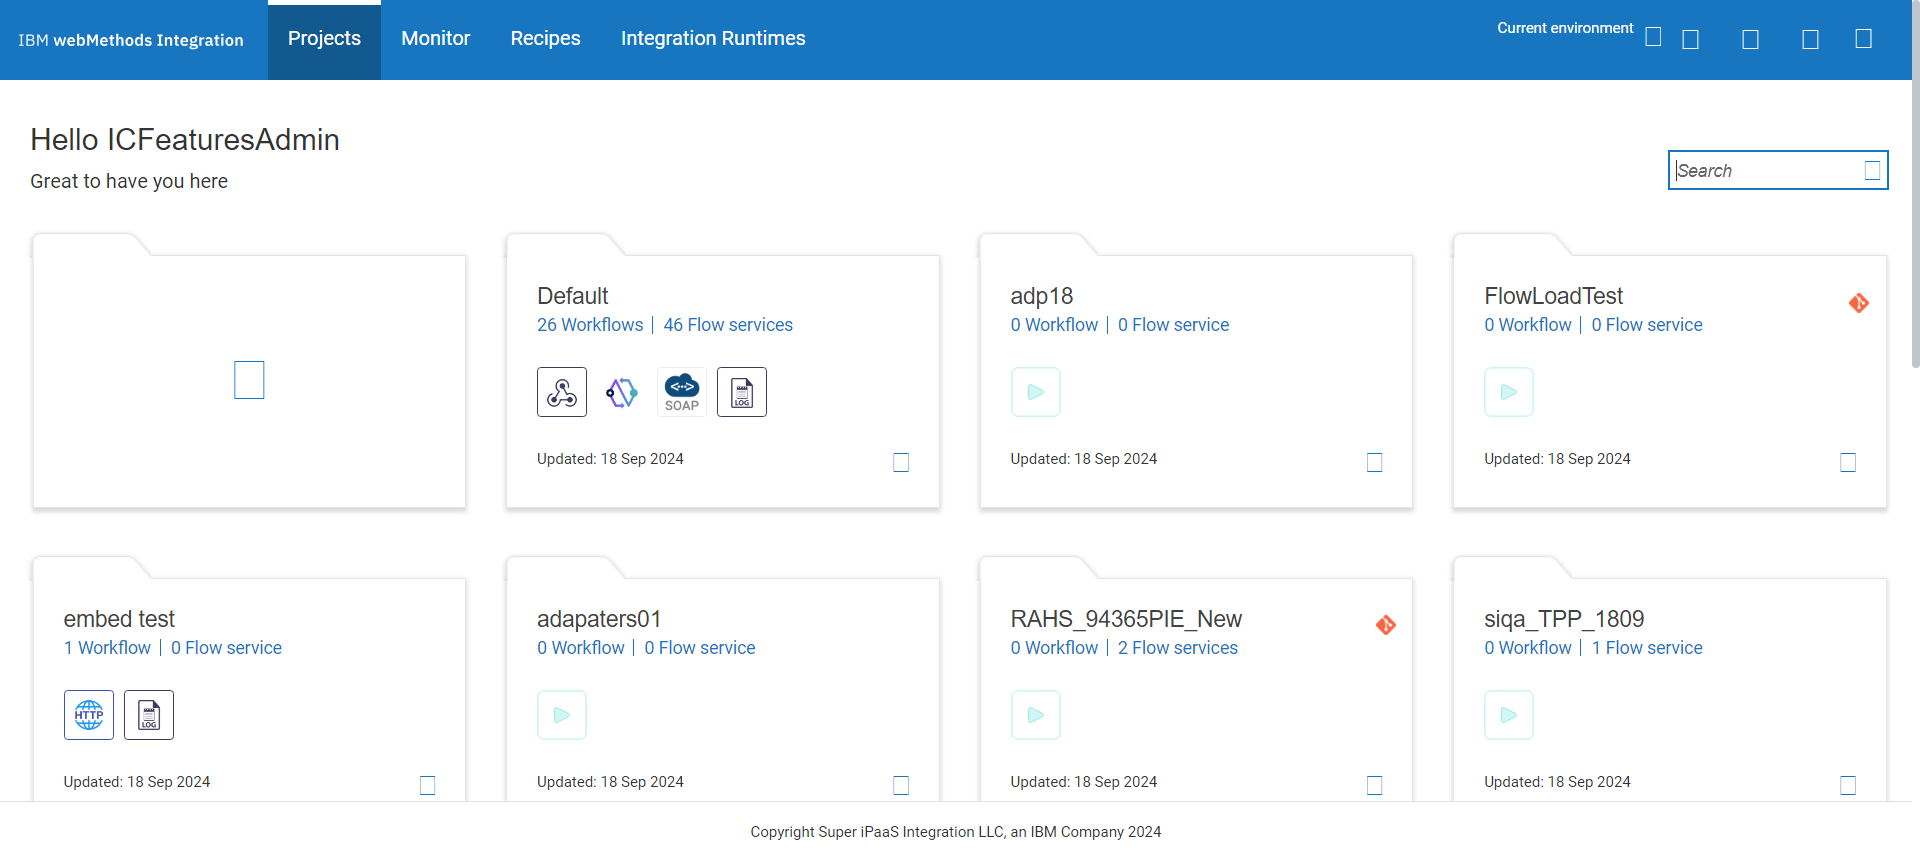 IBM webMethods Integration
Projects
Monitor
Recipes
Integration Runtimes
Current environment
Hello ICFeaturesAdmin
Great to have you here
Search
Default
26 Workflows | 46 Flow services
SOAP
LOG
Updated: 18 Sep 2024
adp18
0 Workflow | 0 Flow service
Updated: 18 Sep 2024
FlowLoadTest
0 Workflow | 0 Flow service
Updated: 18 Sep 2024
embed test
1 Workflow | 0 Flow service
HTTP
LOG
Updated: 18 Sep 2024
adapaters01
0 Workflow | 0 Flow service
Updated: 18 Sep 2024
RAHS_94365PIE_New
0 Workflow | 2 Flow services
Updated: 18 Sep 2024
siqa_TPP_1809
0 Workflow | 1 Flow service
Updated: 18 Sep 2024
Copyright Super iPaaS Integration LLC, an IBM Company 2024